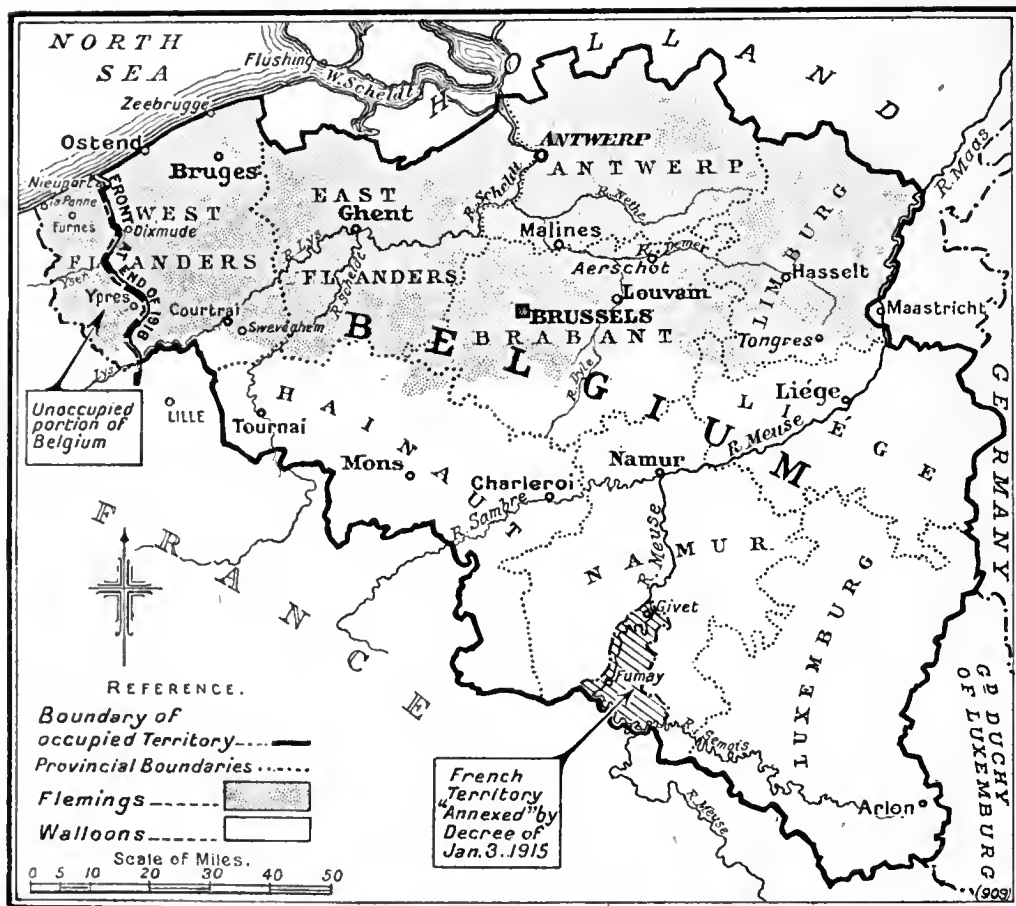 NORTH
SEA
HOLLAND
Flushing
W. Scheldt
Zeebrugge
Ostend
Bruges
ANTWERP
ANTWERP
R. Maas
Nieuport
la Panne
Furnes
FRONT AT END OF 1918
WEST
FLANDERS
Dixmude
EAST
FLANDERS
Ghent
R. Scheldt
R. Nethe
Malines
R. Demer
Aerschot
LIMBURG
Hasselt
R. Lys
R. Scheldt
Yser
Ypres
Courtrai
Sweveghem
Louvain
BRUSSELS
BRABANT
Maastricht
Tongres
BELGIUM
R. Dyle
Lys
Unoccupied
portion of
Belgium
LILLE
Tournai
HAINAUT
Mons
Charleroi
R. Sambre
Namur
R. Meuse
Liége
LIEGE
GERMANY
FRANCE
NAMUR
R. Meuse
Givet
Fumay
LUXEMBURG
R. Semois
Arlon
R. Meuse
GD DUCHY
OF LUXEMBURG
French
Territory
"Annexed" by
Decree of
Jan. 3..1915
REFERENCE.
Boundary of
occupied Territory
Provincial Boundaries
Flemings
Walloons
Scale of Miles.
0 5 10 20 30 40 50
(903)